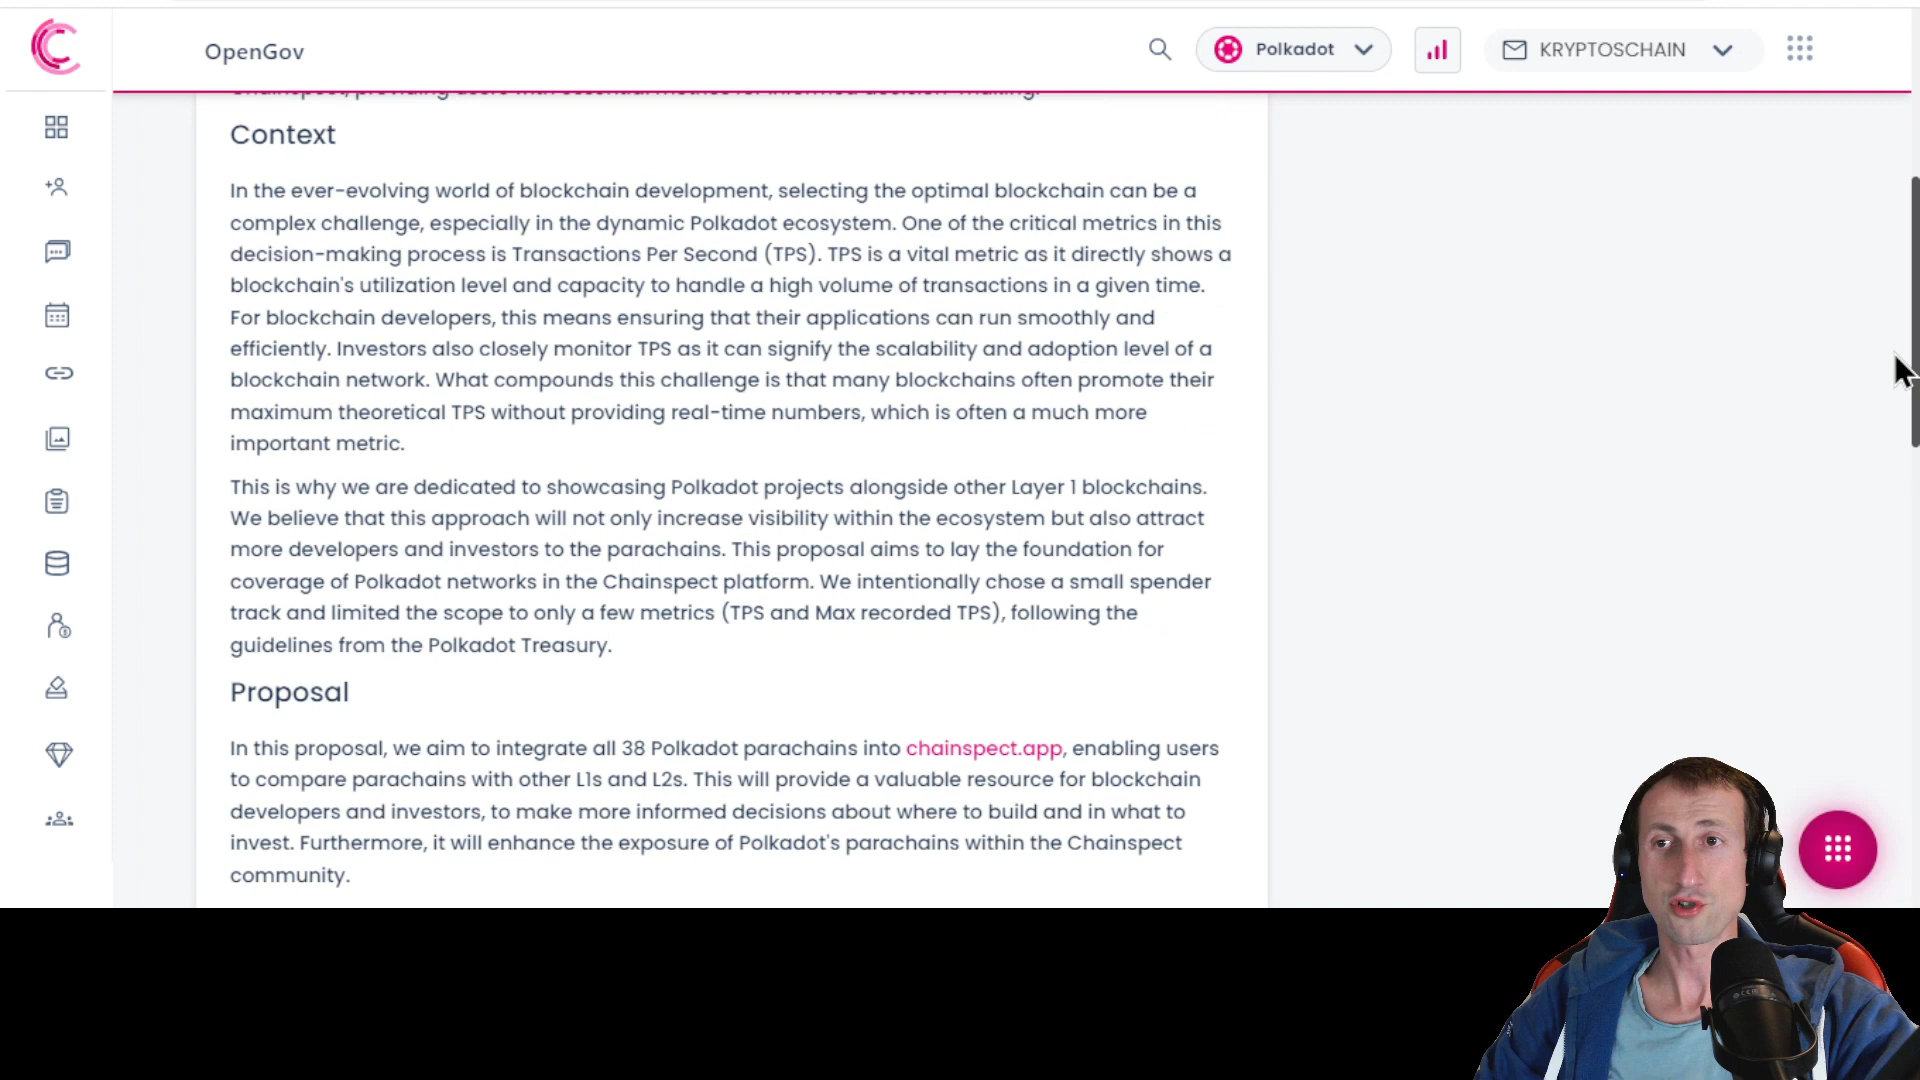 OpenGov
Polkadot
KRYPTOSCHAIN
Chainspect, providing users with essential metrics for informed decision-making.
Context
In the ever-evolving world of blockchain development, selecting the optimal blockchain can be a
complex challenge, especially in the dynamic Polkadot ecosystem. One of the critical metrics in this
decision-making process is Transactions Per Second (TPS). TPS is a vital metric as it directly shows a
blockchain's utilization level and capacity to handle a high volume of transactions in a given time.
For blockchain developers, this means ensuring that their applications can run smoothly and
efficiently. Investors also closely monitor TPS as it can signify the scalability and adoption level of a
blockchain network. What compounds this challenge is that many blockchains often promote their
maximum theoretical TPS without providing real-time numbers, which is often a much more
important metric.
This is why we are dedicated to showcasing Polkadot projects alongside other Layer 1 blockchains.
We believe that this approach will not only increase visibility within the ecosystem but also attract
more developers and investors to the parachains. This proposal aims to lay the foundation for
coverage of Polkadot networks in the Chainspect platform. We intentionally chose a small spender
track and limited the scope to only a few metrics (TPS and Max recorded TPS), following the
guidelines from the Polkadot Treasury.
Proposal
In this proposal, we aim to integrate all 38 Polkadot parachains into chainspect.app, enabling users
to compare parachains with other L1s and L2s. This will provide a valuable resource for blockchain
developers and investors, to make more informed decisions about where to build and in what to
invest. Furthermore, it will enhance the exposure of Polkadot's parachains within the Chainspect
community.